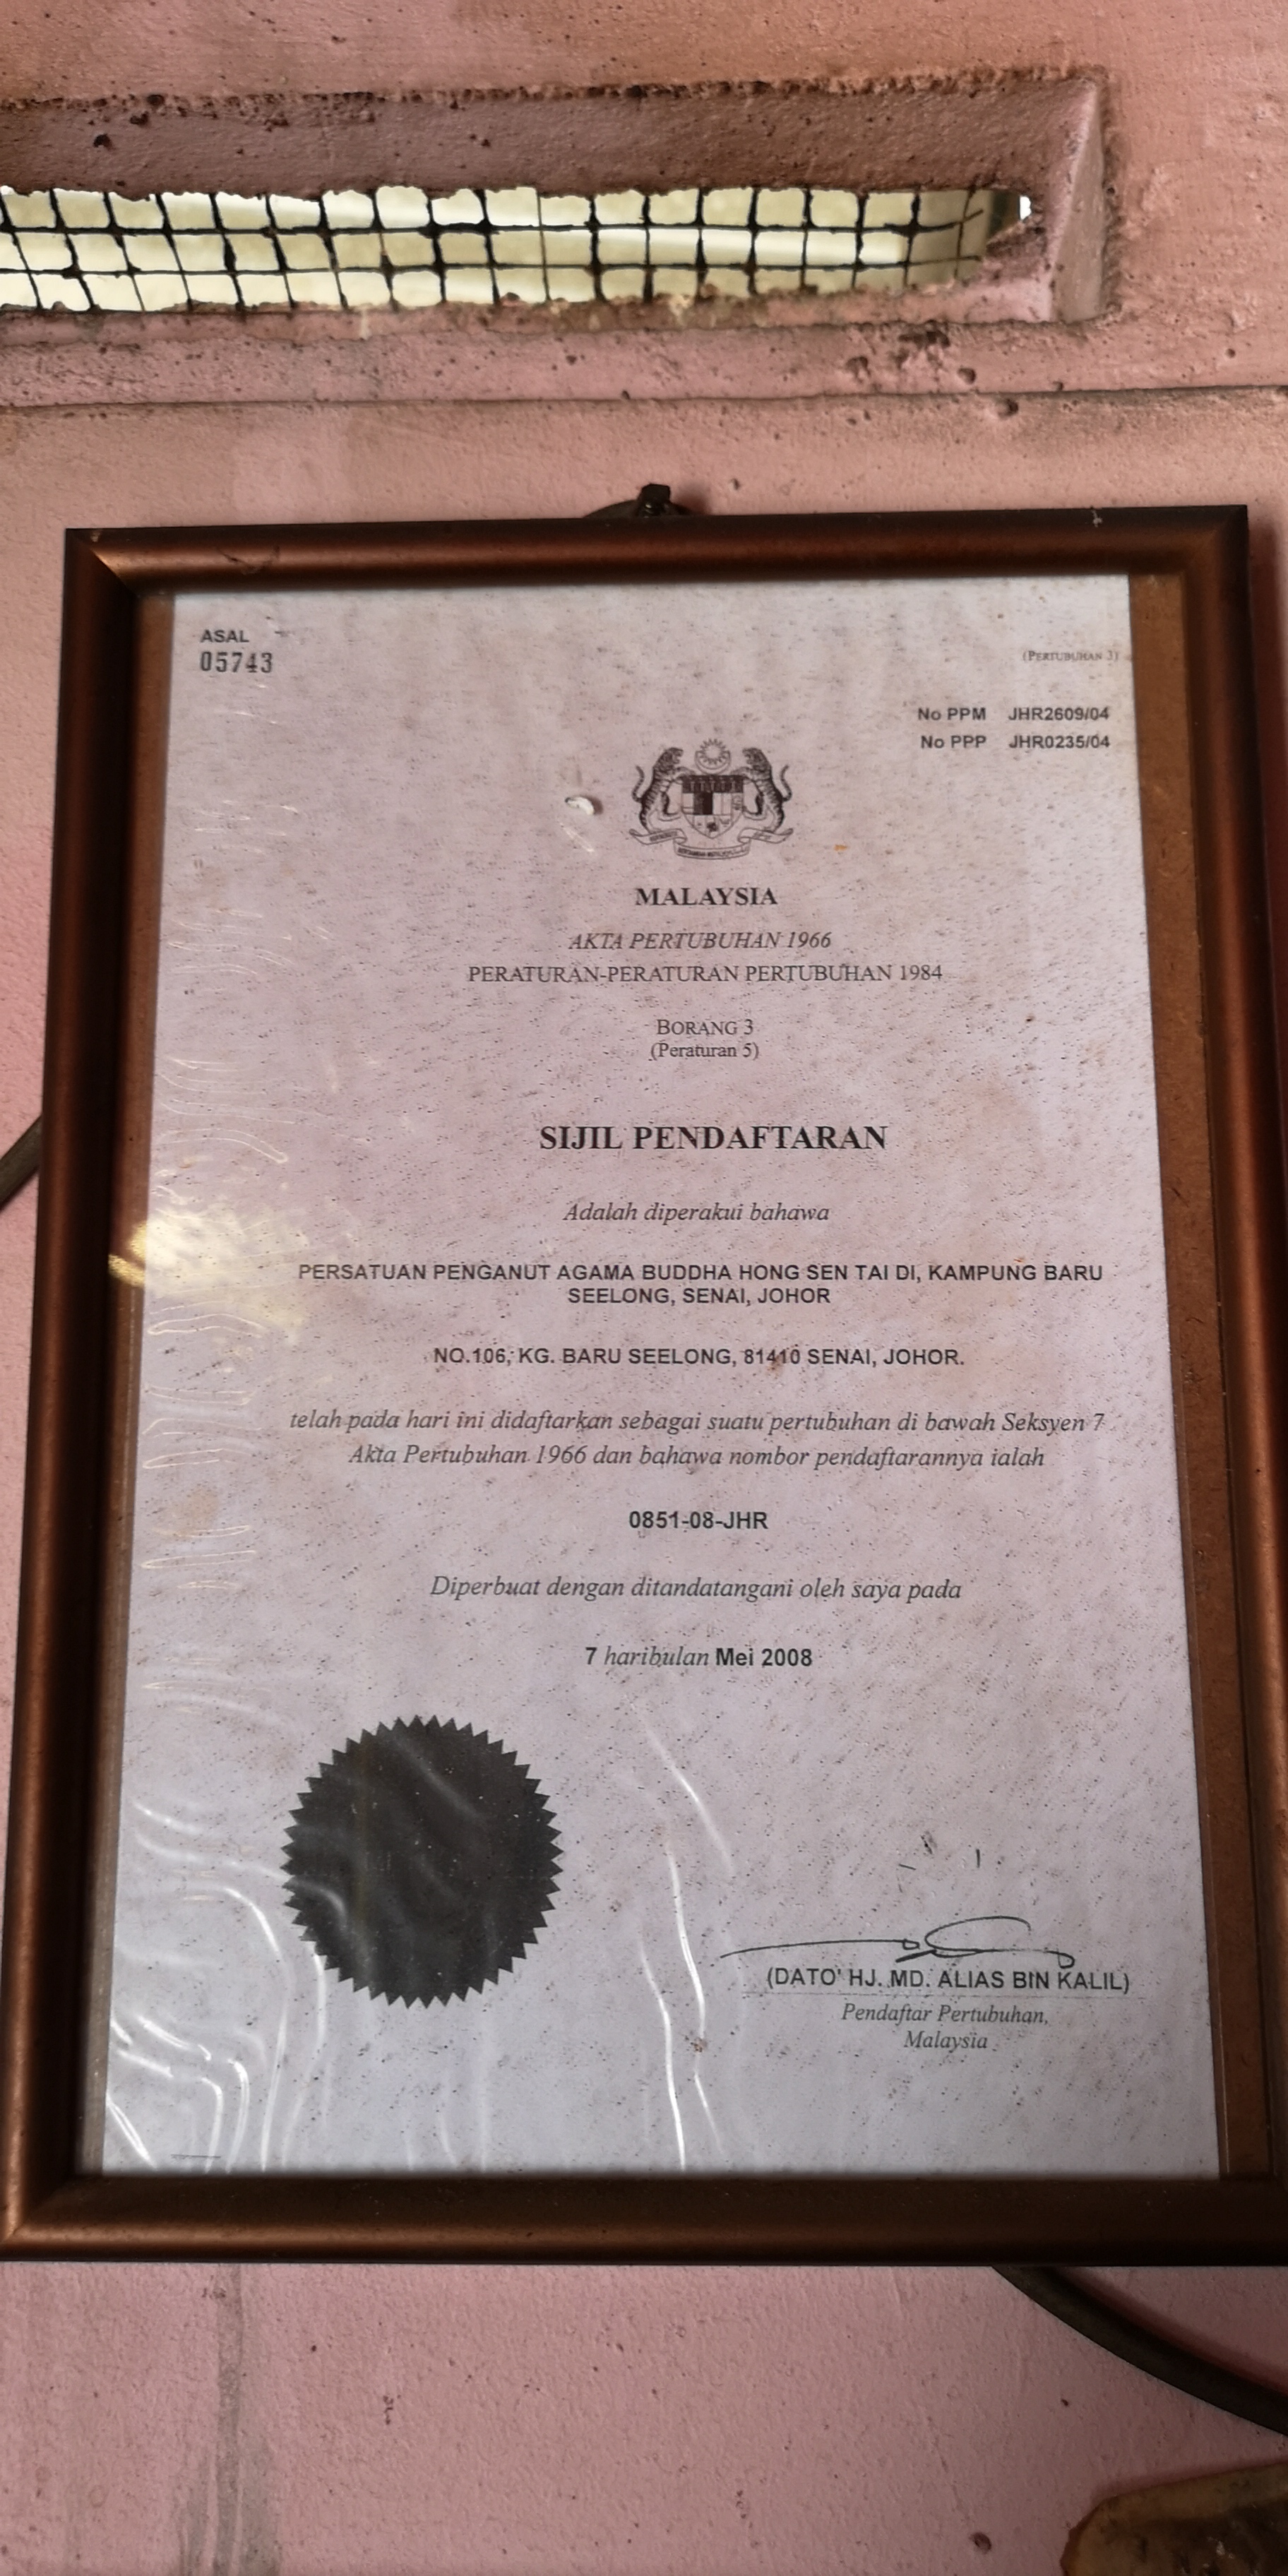 ASAL
05743
(PERTUBUHAN 3)
No PPM JHR2609/04
No PPP JHR0235/04
MALAYSIA
AKTA PERTUBUHAN 1966
PERATURAN-PERATURAN PERTUBUHAN 1984
BORANG 3
(Peraturan 5)
SIJIL PENDAFTARAN
Adalah diperakui bahawa
PERSATUAN PENGANUT AGAMA BUDDHA HONG SEN TAI DI, KAMPUNG BARU
SEELONG, SENAI, JOHOR
NO.106, KG. BARU SEELONG, 81410 SENAI, JOHOR.
telah pada hari ini didaftarkan sebagai suatu pertubuhan di bawah Seksyen 7
Akta Pertubuhan 1966 dan bahawa nombor pendaftarannya ialah
0851-08-JHR
Diperbuat dengan ditandatangani oleh saya pada
7 haribulan Mei 2008
(DATO' HJ. MD. ALIAS BIN KALIL)
Pendaftar Pertubuhan,
Malaysia